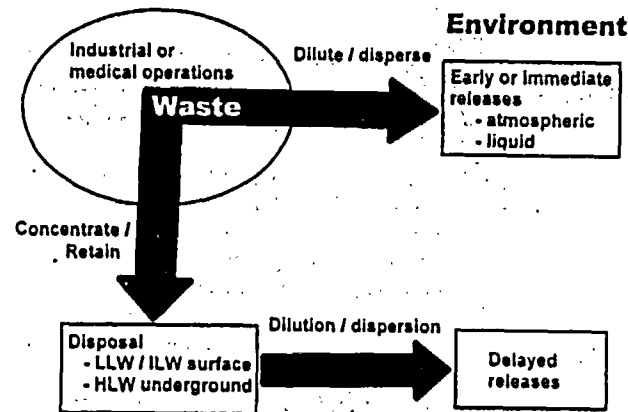 Environment
Industrial or
medical operations
Dilute / disperse
Waste
Early or immediate
releases
- atmospheric
- liquid
Concentrate /
Retain
Disposal
- LLW / ILW surface
- HLW underground
Dilution / dispersion
Delayed
releases